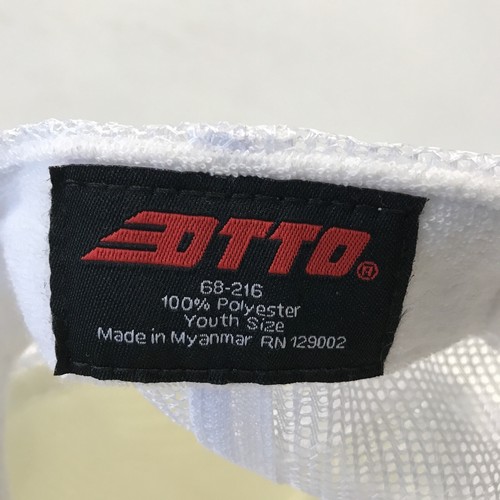 OTTO®
68-216
100% Polyester
Youth Size
Made in Myanmar RN 129002